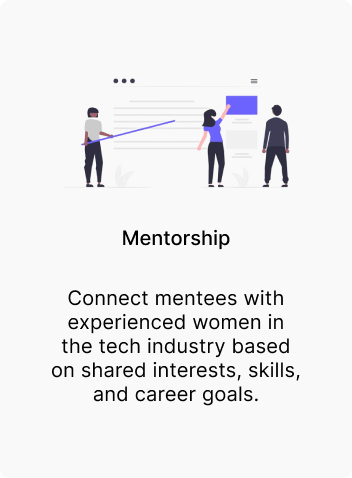 Mentorship
Connect mentees with
experienced women in
the tech industry based
on shared interests, skills,
and career goals.